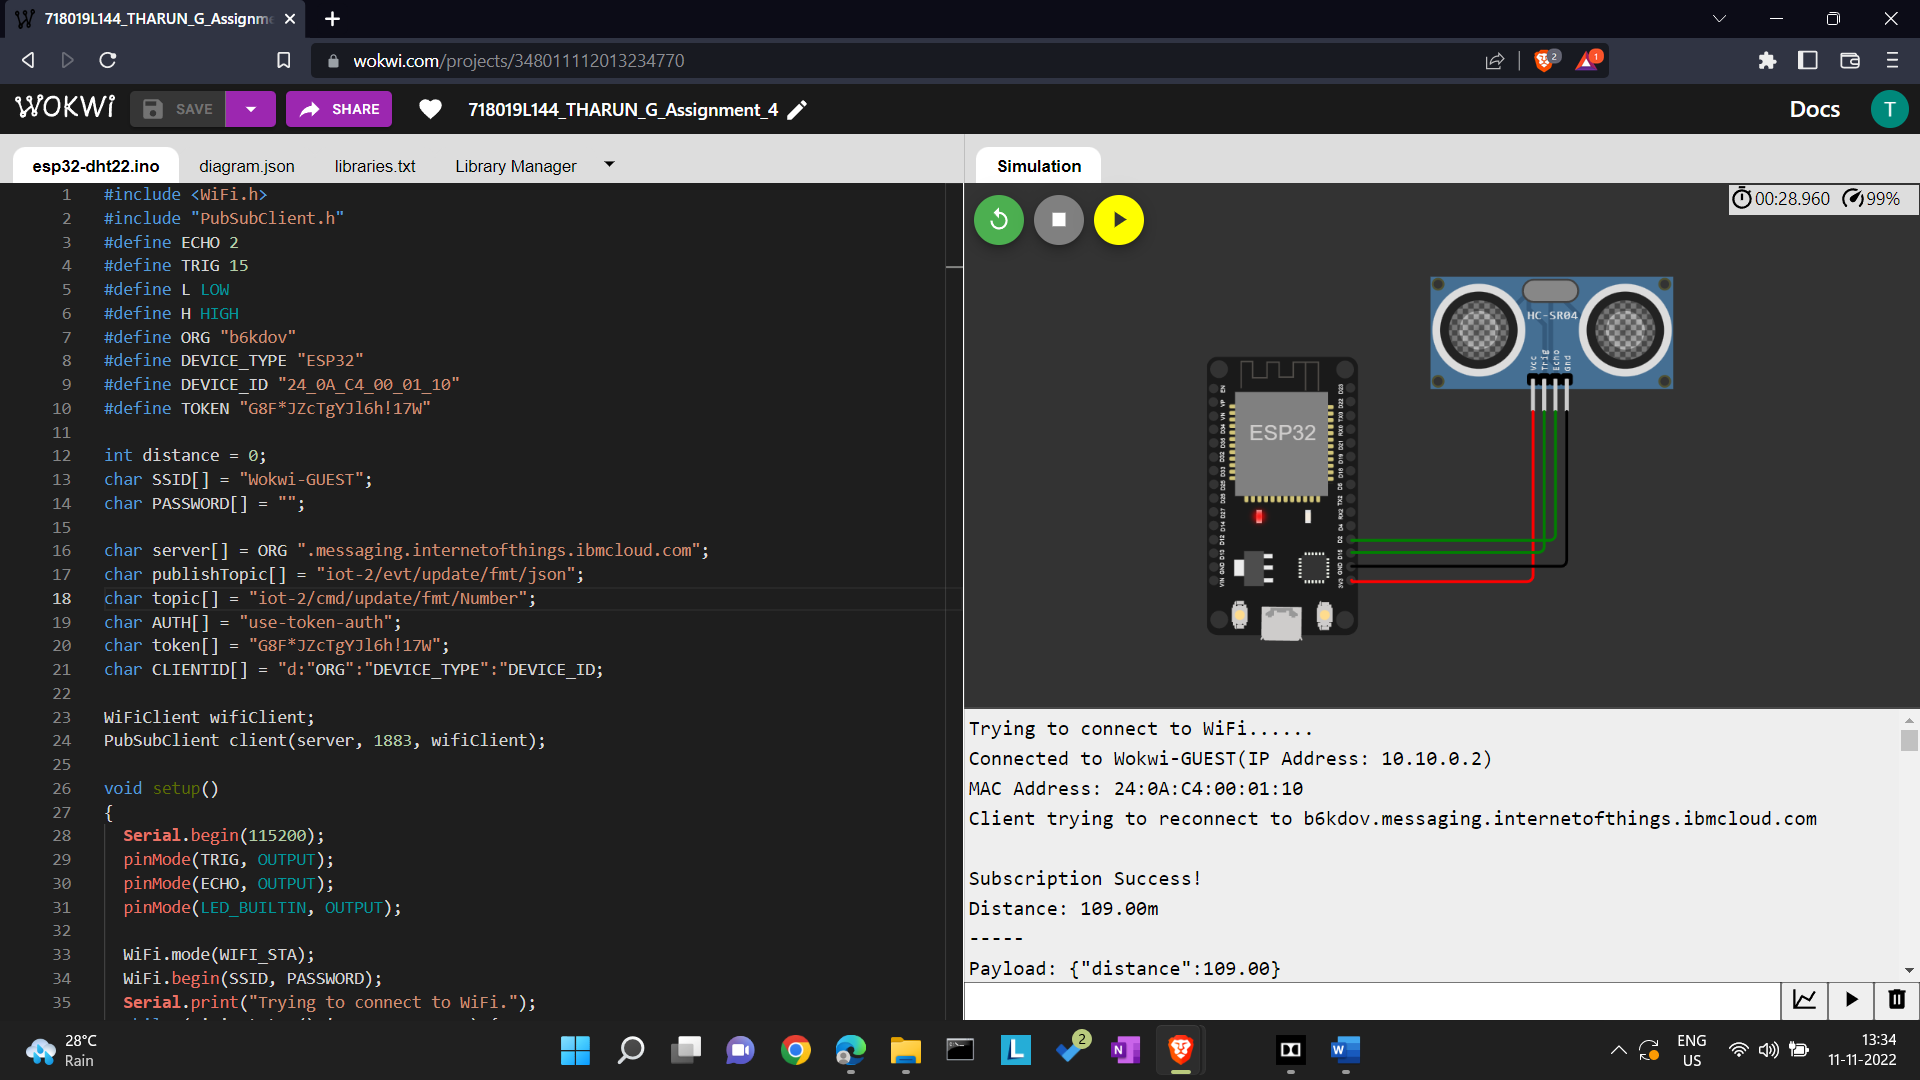 718019L144_THARUN_G_Assignme
wokwi.com/projects/348011112013234770
2
1
WOKWI
SAVE
SHARE
718019L144_THARUN_G_Assignment_4
Docs
T
esp32-dht22.ino
diagram.json
libraries.txt
Library Manager
Simulation
1 #include <WiFi.h>
2 #include "PubSubClient.h"
3 #define ECHO 2
4 #define TRIG 15
5 #define L LOW
6 #define H HIGH
7 #define ORG "b6kdov"
8 #define DEVICE_TYPE "ESP32"
9 #define DEVICE_ID "24_0A_C4_00_01_10"
10 #define TOKEN "G8F*JZcTgYJl6h!17W"
11
12 int distance = 0;
13 char SSID[] = "Wokwi-GUEST";
14 char PASSWORD[] = "";
15
16 char server[] = ORG ".messaging.internetofthings.ibmcloud.com";
17 char publishTopic[] = "iot-2/evt/update/fmt/json";
18 char topic[] = "iot-2/cmd/update/fmt/Number";
19 char AUTH[] = "use-token-auth";
20 char token[] = "G8F*JZcTgYJl6h!17W";
21 char CLIENTID[] = "d:"ORG":"DEVICE_TYPE":"DEVICE_ID;
22
23 WiFiClient wifiClient;
24 PubSubClient client(server, 1883, wifiClient);
25
26 void setup()
27 {
28 Serial.begin(115200);
29 pinMode(TRIG, OUTPUT);
30 pinMode(ECHO, OUTPUT);
31 pinMode(LED_BUILTIN, OUTPUT);
32
33 WiFi.mode(WIFI_STA);
34 WiFi.begin(SSID, PASSWORD);
35 Serial.print("Trying to connect to WiFi.");
00:28.960 99%
HC-SR04
Vcc
Trig
Echo
Gnd
ESP32
Trying to connect to WiFi......
Connected to Wokwi-GUEST(IP Address: 10.10.0.2)
MAC Address: 24:0A:C4:00:01:10
Client trying to reconnect to b6kdov.messaging.internetofthings.ibmcloud.com
Subscription Success!
Distance: 109.00m
-----
Payload: {"distance":109.00}
28°C
Rain
L
2
N
W
ENG
US
13:34
11-11-2022